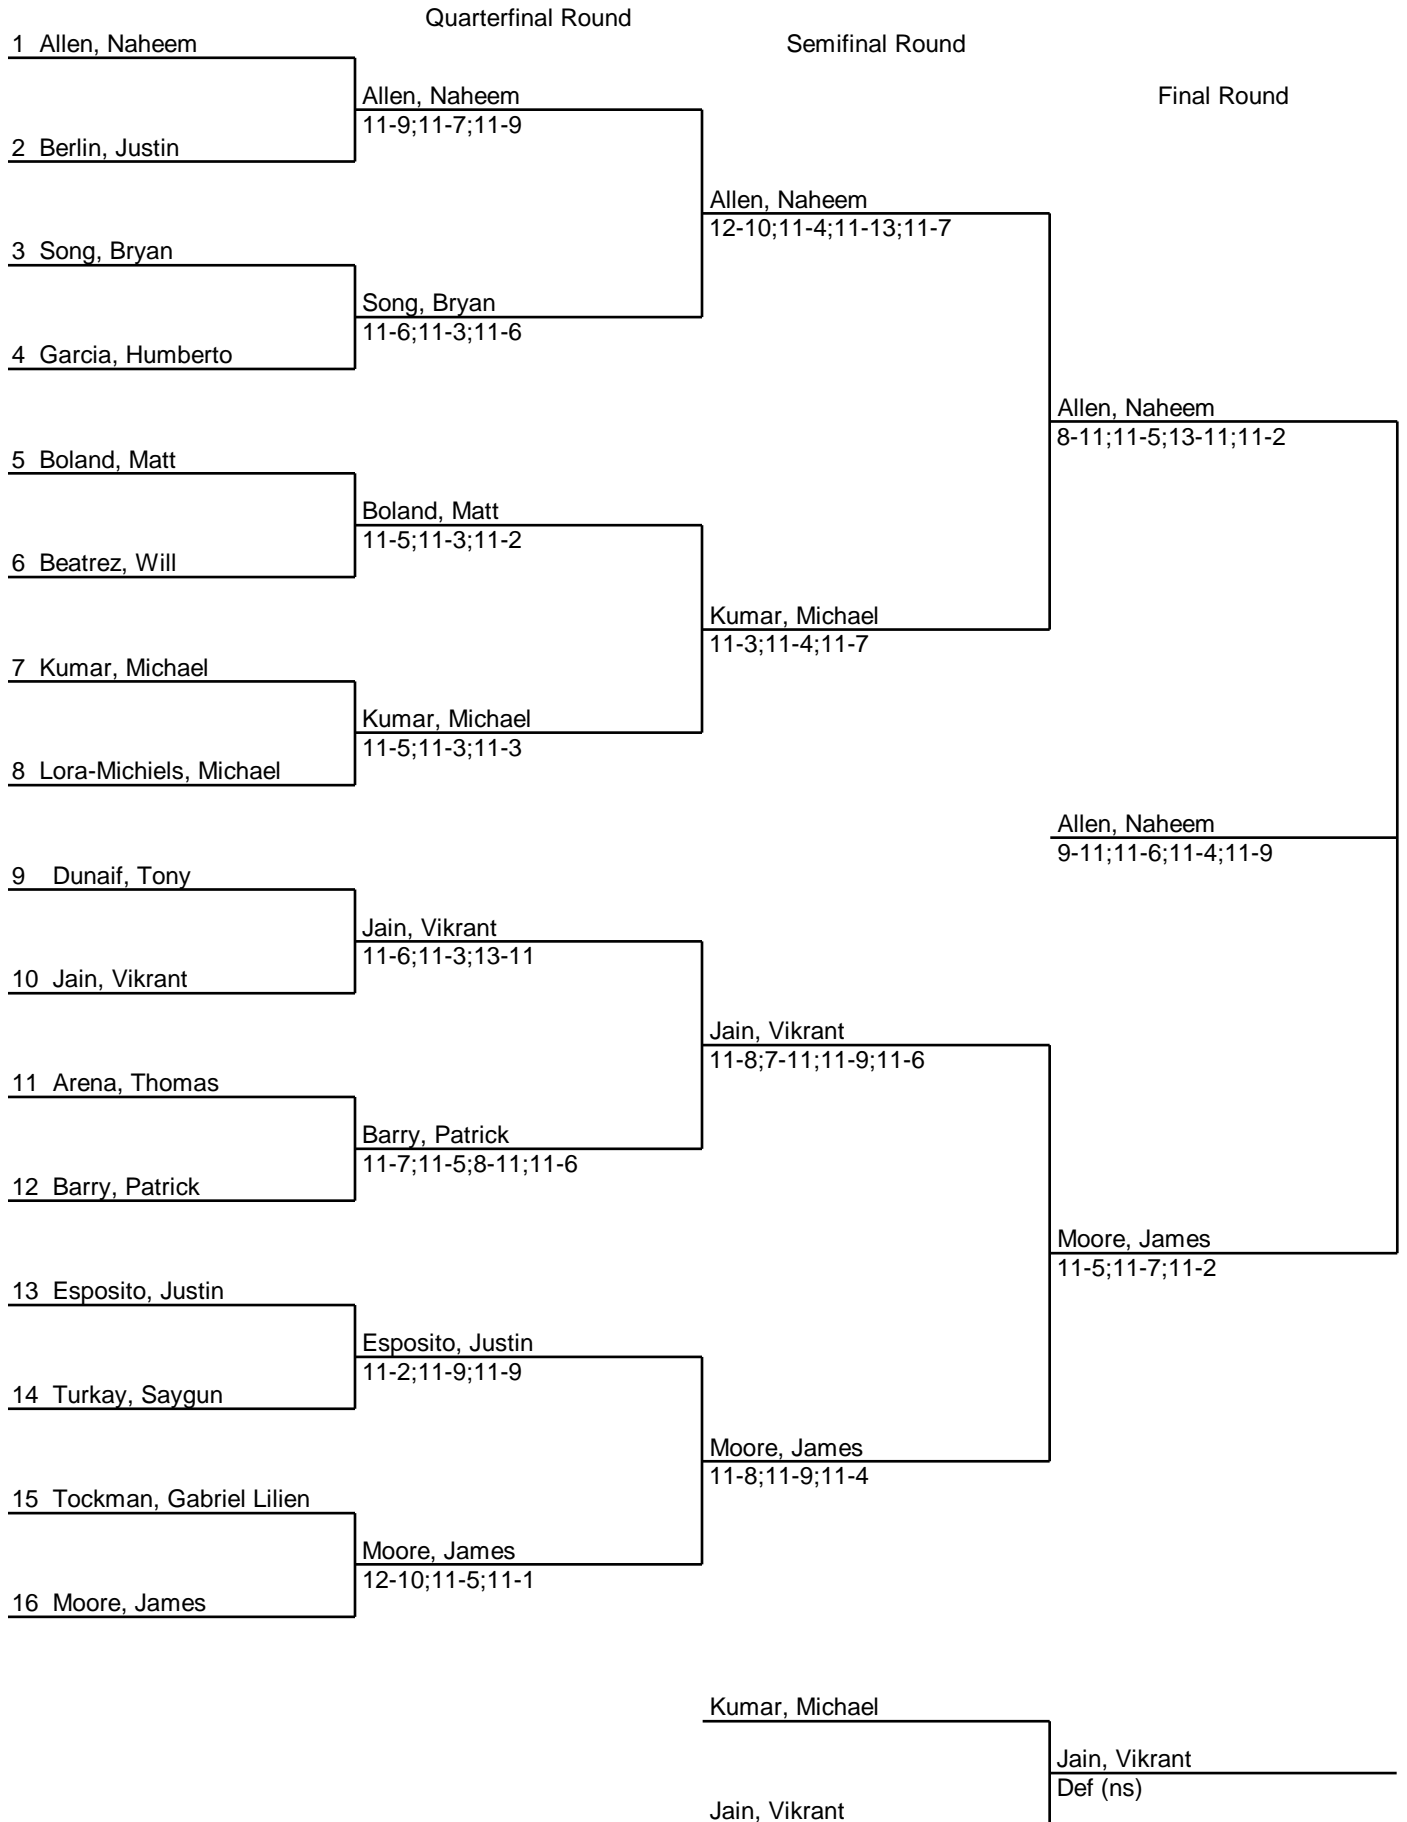 Quarterfinal Round
1 Allen, Naheem
Semifinal Round
Allen, Naheem
Final Round
11-9;11-7;11-9
2 Berlin, Justin
Allen, Naheem
12-10;11-4;11-13;11-7
3 Song, Bryan
Song, Bryan
11-6;11-3;11-6
4 Garcia, Humberto
Allen, Naheem
8-11;11-5;13-11;11-2
5 Boland, Matt
Boland, Matt
11-5;11-3;11-2
6 Beatrez, Will
Kumar, Michael
11-3;11-4;11-7
7 Kumar, Michael
Kumar, Michael
11-5;11-3;11-3
8 Lora-Michiels, Michael
Allen, Naheem
9-11;11-6;11-4;11-9
9 Dunaif, Tony
Jain, Vikrant
11-6;11-3;13-11
10 Jain, Vikrant
Jain, Vikrant
11-8;7-11;11-9;11-6
11 Arena, Thomas
Barry, Patrick
11-7;11-5;8-11;11-6
12 Barry, Patrick
Moore, James
11-5;11-7;11-2
13 Esposito, Justin
Esposito, Justin
11-2;11-9;11-9
14 Turkay, Saygun
Moore, James
11-8;11-9;11-4
15 Tockman, Gabriel Lilien
Moore, James
12-10;11-5;11-1
16 Moore, James
Kumar, Michael
Jain, Vikrant
Def (ns)
Jain, Vikrant